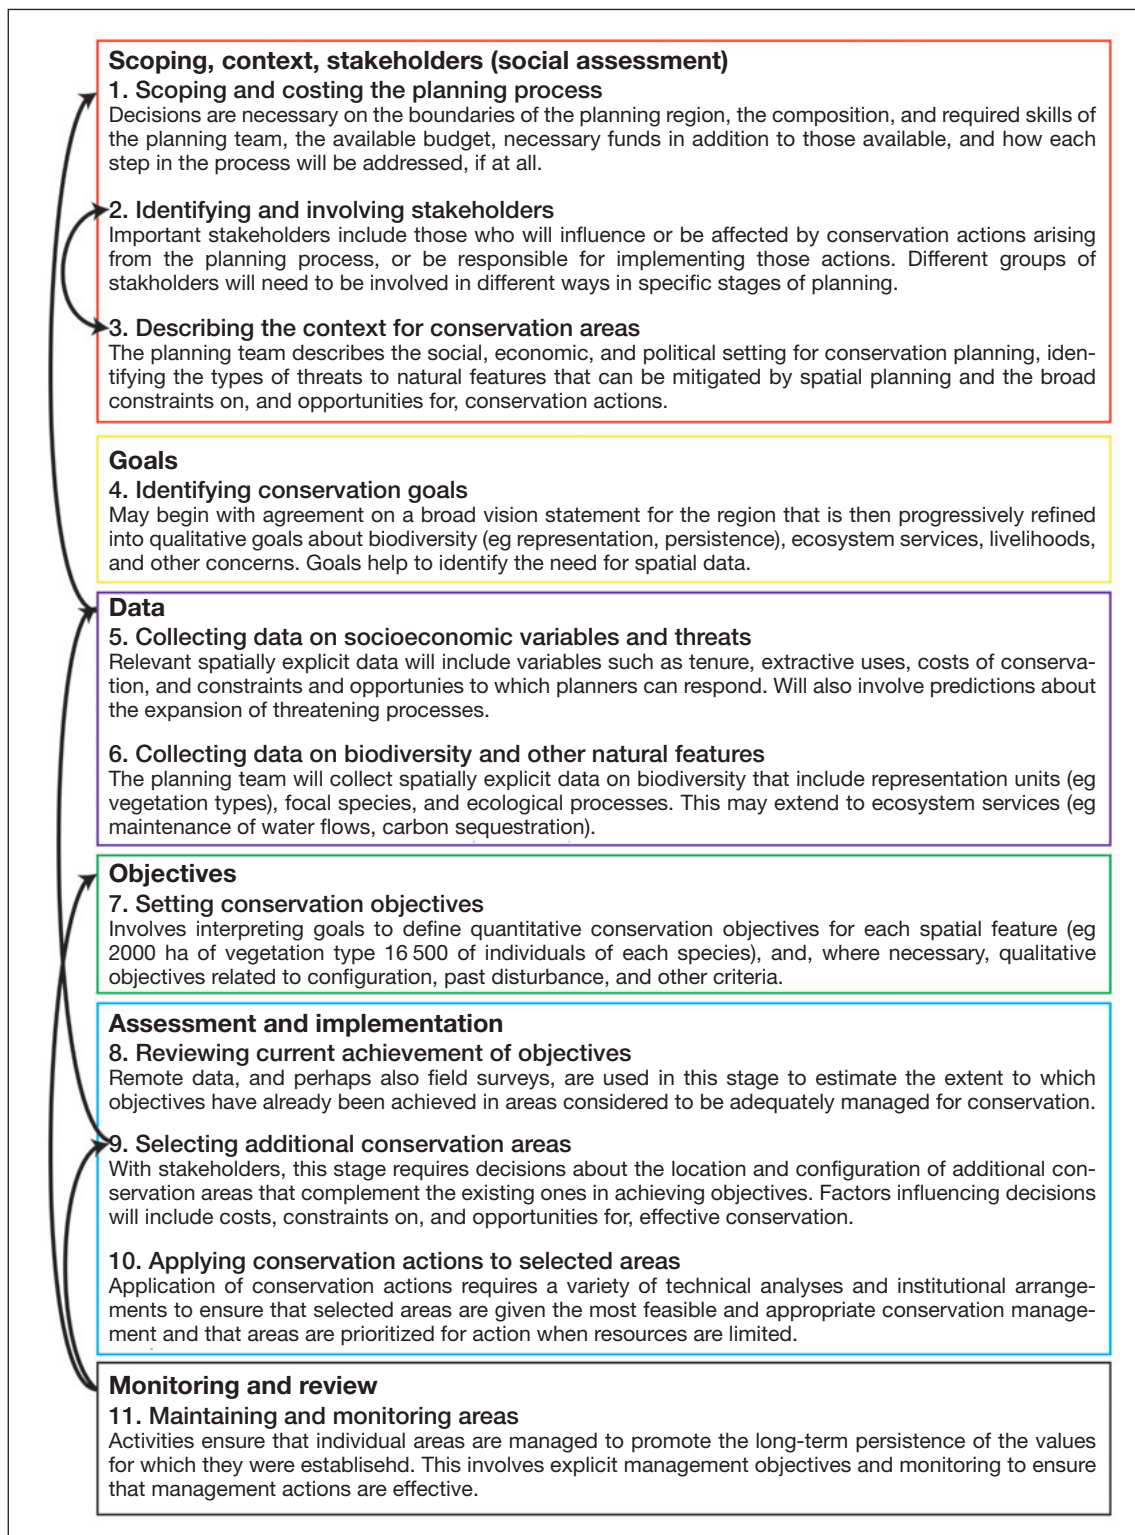 Scoping, context, stakeholders (social assessment)
1. Scoping and costing the planning process
Decisions are necessary on the boundaries of the planning region, the composition, and required skills of
the planning team, the available budget, necessary funds in addition to those available, and how each
step in the process will be addressed, if at all.
2. Identifying and involving stakeholders
Important stakeholders include those who will influence or be affected by conservation actions arising
from the planning process, or be responsible for implementing those actions. Different groups of
stakholders will need to be involved in different ways in specific stages of planning.
3. Describing the context for conservation areas
The planning team describes the social, economic, and political setting for conservation planning, iden-
tifying the types of threats to natural features that can be mitigated by spatial planning and the broad
constraints on, and opportunities for, conservation actions.
Goals
4. Identifying conservation goals
May begin with agreement on a broad vision statement for the region that is then progressively refined
into qualitative goals about biodiversity (eg representation, persistence), ecosystem services, livelihoods,
and other concerns. Goals help to identify the need for spatial data.
Data
5. Collecting data on socioeconomic variables and threats
Relevant spatially explicit data will include variables such as tenure, extractive uses, costs of conserva-
tion, and constraints and opportunies to which planners can respond. Will also involve predictions about
the expansion of threatening processes.
6. Collecting data on biodiversity and other natural features
The planning team will collect spatially explicit data on biodiversity that include representation units (eg
vegetation types), focal species, and ecological processes. This may extend to ecosystem services (eg
maintenance of water flows, carbon sequestration).
Objectives
7. Setting conservation objectives
Involves interpreting goals to define quantitative conservation objectives for each spatial feature (eg
2000 ha of vegetation type 16 500 of individuals of each species), and, where necessary, qualitative
objectives related to configuration, past disturbance, and other criteria.
Assessment and implementation
8. Reviewing current achievement of objectives
Remote data, and perhaps also field surveys, are used in this stage to estimate the extent to which
objectives have already been achieved in areas considered to be adequately managed for conservation.
9. Selecting additional conservation areas
With stakeholders, this stage requires decisions about the location and configuration of additional con-
servation areas that complement the existing ones in achieving objectives. Factors influencing decisions
will include costs, constraints on, and opportunities for, effective conservation.
10. Applying conservation actions to selected areas
Application of conservation actions requires a variety of technical analyses and institutional arrange-
ments to ensure that selected areas are given the most feasible and appropriate conservation manage-
ment and that areas are prioritized for action when resources are limited.
Monitoring and review
11. Maintaining and monitoring areas
Activities ensure that individual areas are managed to promote the long-term persistence of the values
for which they were establisehd. This involves explicit management objectives and monitoring to ensure
that management actions are effective.